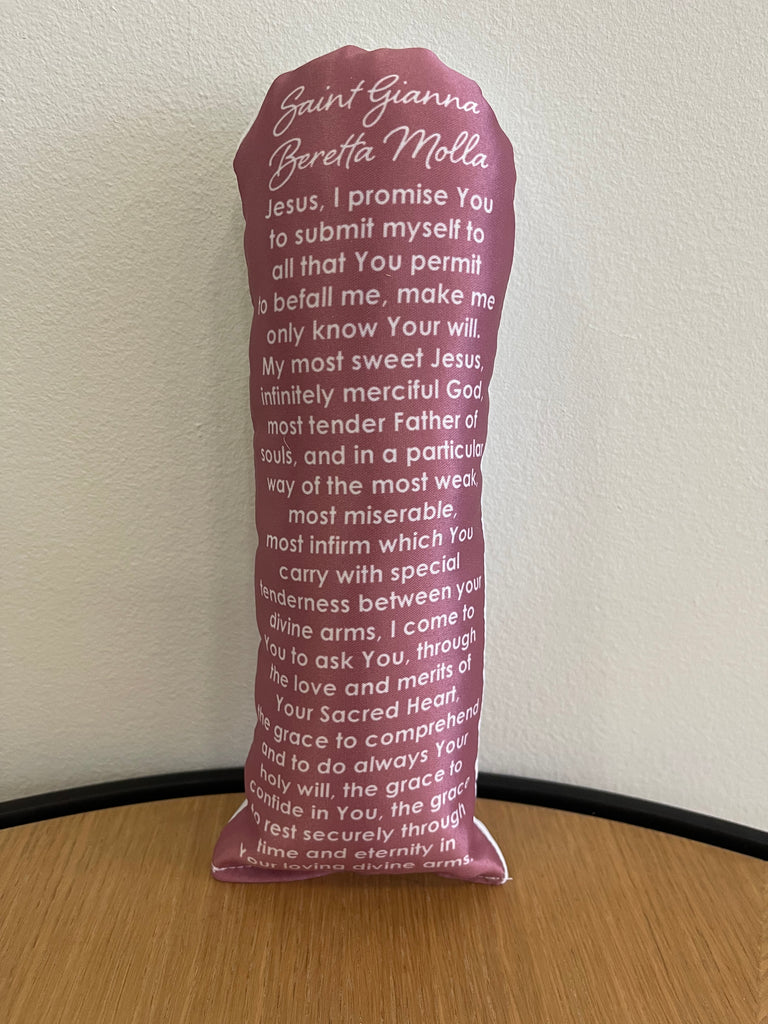 Saint Gianna
Beretta Molla
Jesus, I promise You
to submit myself to
all that You permit
to befall me, make me
only know Your will.
My most sweet Jesus,
infinitely merciful God,
most tender Father of
souls, and in a particular
way of the most weak,
most miserable,
most infirm which You
carry with special
tenderness between your
divine arms, I come to
You to ask You, through
the love and merits of
Your Sacred Heart,
the grace to comprehend
and to do always Your
holy will, the grace to
confide in You, the grace
to rest securely through
time and eternity in
your loving divine arms.